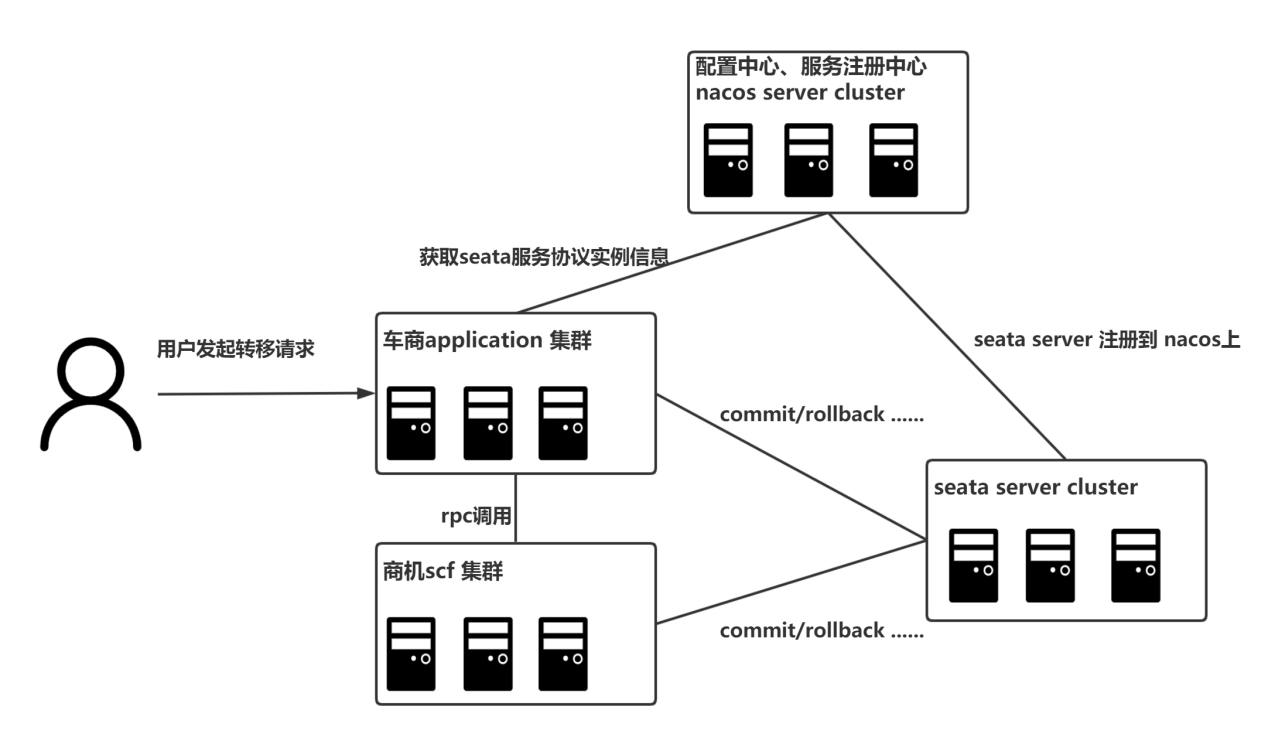 配置中心、服务注册中心
nacos server cluster
获取seata服务协议实例信息
车商application 集群
用户发起转移请求
seata server 注册到 nacos上
commit/rollback ......
seata server cluster
rpc调用
商机scf 集群
commit/rollback ......